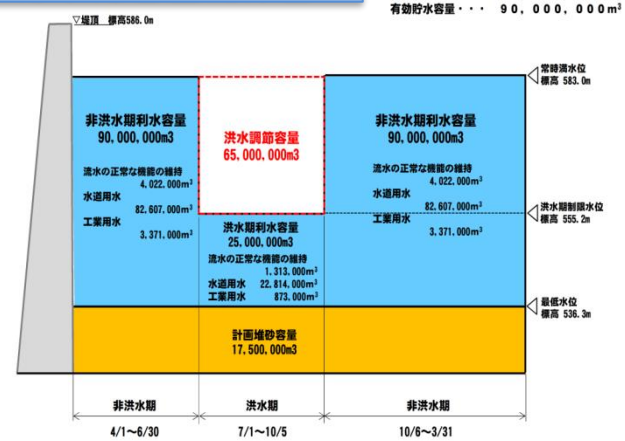 有効貯水容量・・・ 90,000,000m³
▽堤頂 標高586.0m
常時満水位
標高 583.0m
非洪水期利水容量
90,000,000m3
流水の正常な機能の維持
4,022,000m³
水道用水
82,607,000m³
工業用水
3,371,000m³
洪水調節容量
65,000,000m3
非洪水期利水容量
90,000,000m3
流水の正常な機能の維持
4,022,000m³
水道用水
82,607,000m³
工業用水
3,371,000m³
洪水期制限水位
標高 555.2m
洪水期利水容量
25,000,000m3
流水の正常な機能の維持
1,313,000m³
水道用水 22,814,000m³
工業用水 873,000m³
最低水位
標高 536.3m
計画堆砂容量
17,500,000m3
非洪水期 洪水期 非洪水期
4/1～6/30 7/1～10/5 10/6～3/31